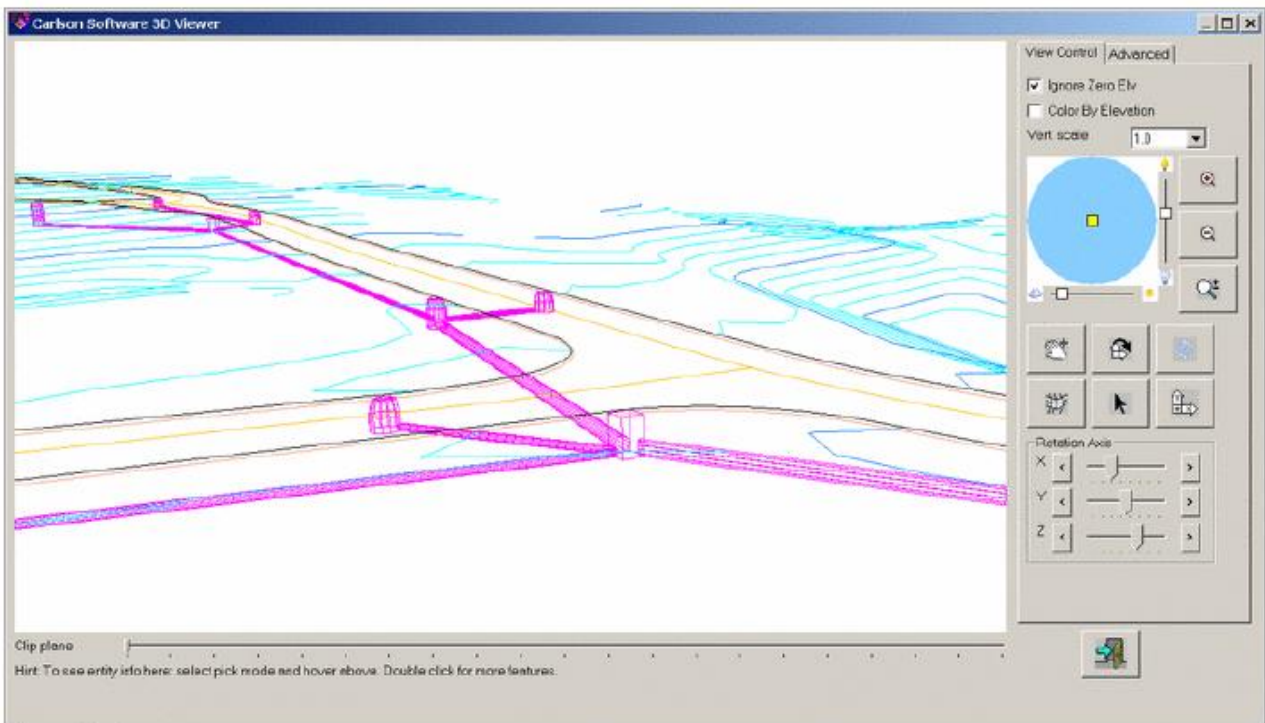 Carlson Software 3D Viewer
View Control Advanced
Ignore Zero Elv
Color By Elevation
Vert scale 1.0
Rotation Axis
X
Y
Z
Clip plane
Hint: To see entity info here: select pick mode and hover above. Double click for more features.